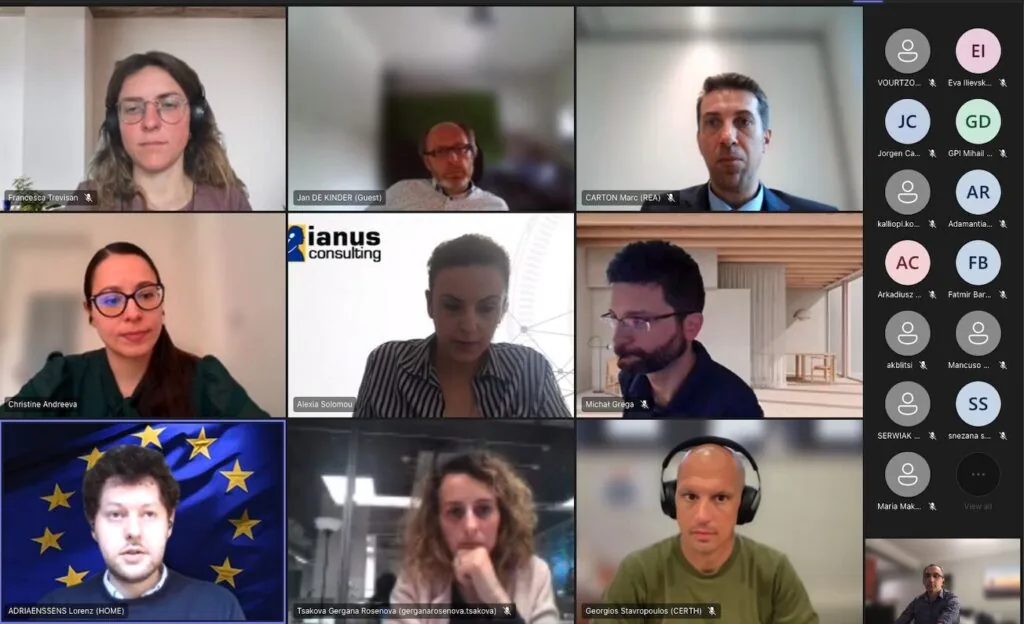 Francesca Trevisan
Jan DE KINDER (Guest)
CARTON Marc (REA)
ianus
consulting
Christine Andreeva
Alexia Solomou
Michał Grega
ADRIAENSSENS Lorenz (HOME)
Tsakova Gergana Rosenova (gerganarosenova.tsakova)
Georgios Stavropoulos (CERTH)
VOURTZO...
EI
Eva Ilievsk...
JC
Jorgen Ca...
GD
GPI Mihail ...
kalliopi.ko...
AR
Adamantia...
AC
Arkadiusz ...
FB
Fatmir Bar...
akblitsi
Mancuso ...
SERWIAK ...
SS
snezana s...
Maria Mak...
View all